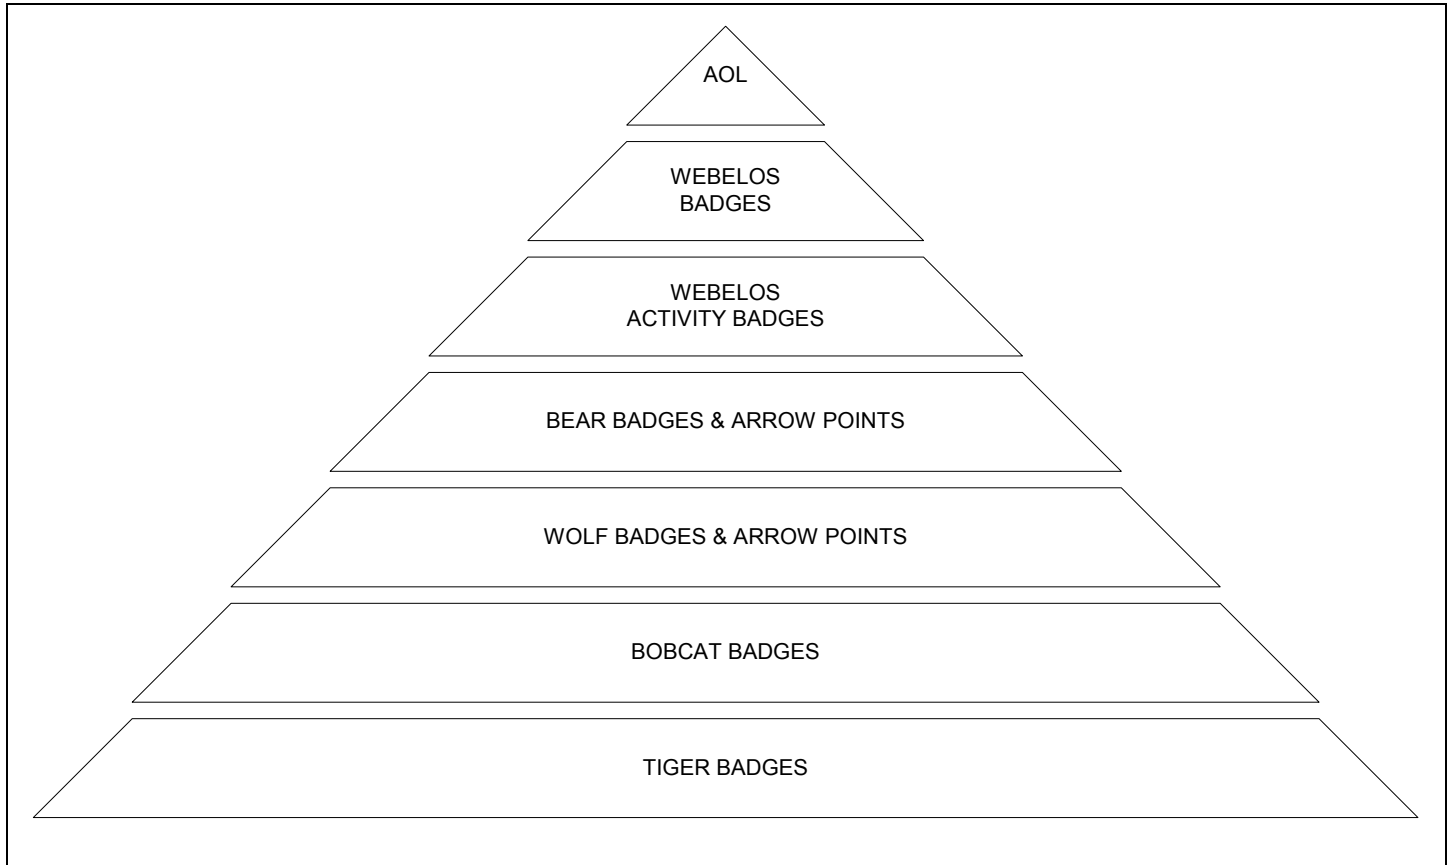 AOL
WEBELOS
BADGES
WEBELOS
ACTIVITY BADGES
BEAR BADGES & ARROW POINTS
WOLF BADGES & ARROW POINTS
BOBCAT BADGES
TIGER BADGES